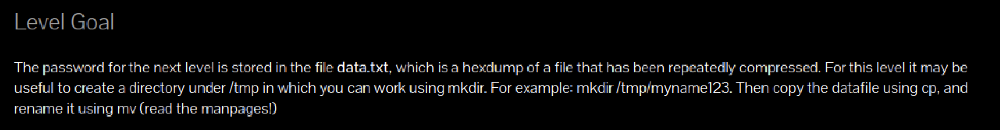 Level Goal
The password for the next level is stored in the file data.txt, which is a hexdump of a file that has been repeatedly compressed. For this level it may be
useful to create a directory under /tmp in which you can work using mkdir. For example: mkdir /tmp/myname123. Then copy the datafile using cp, and
rename it using mv (read the manpages!)